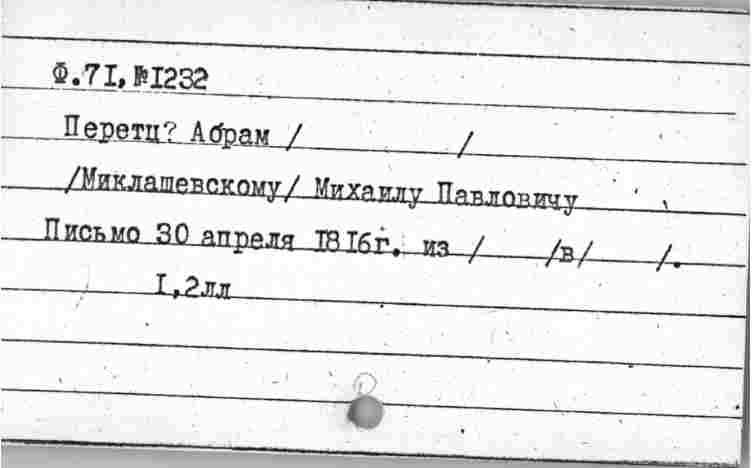 Ф.71,№1232
Перетц? Абрам / /
/Миклашевскому/ Михаилу Павловичу
Письмо 30 апреля 1816г. из / /в/ /.
1,2лл